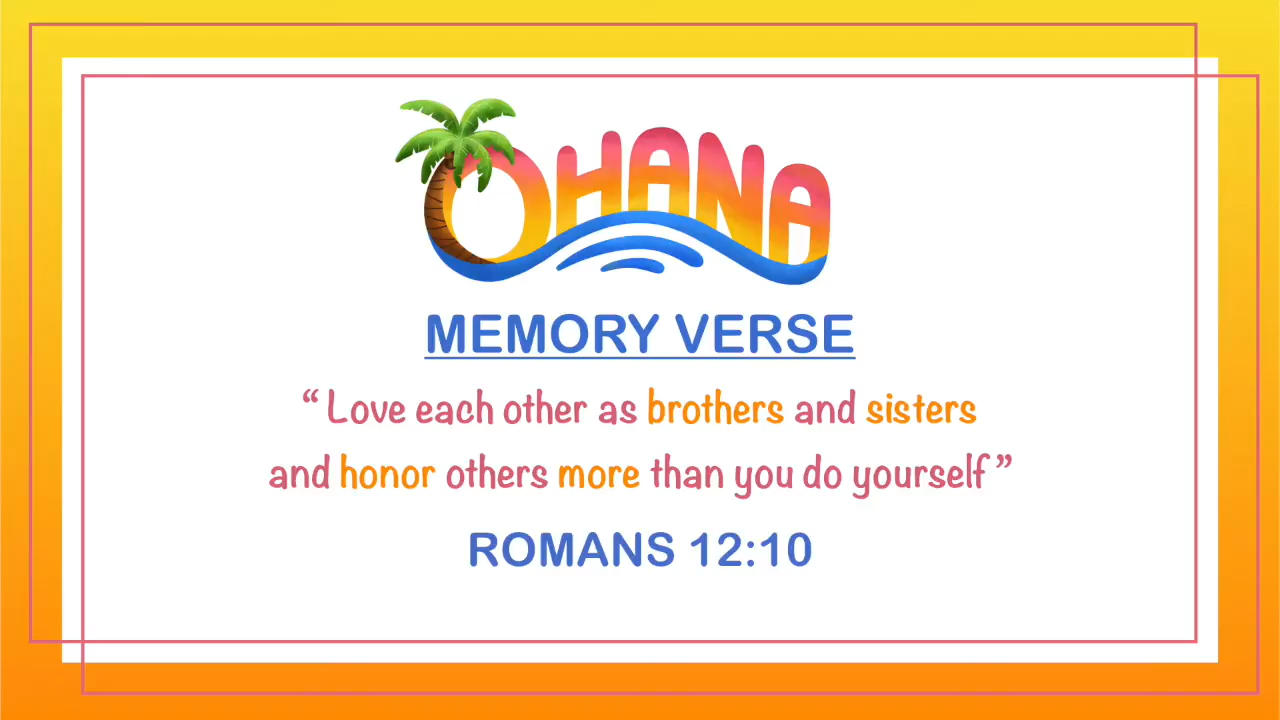 OHANA
MEMORY VERSE
“Love each other as brothers and sisters
and honor others more than you do yourself”
ROMANS 12:10